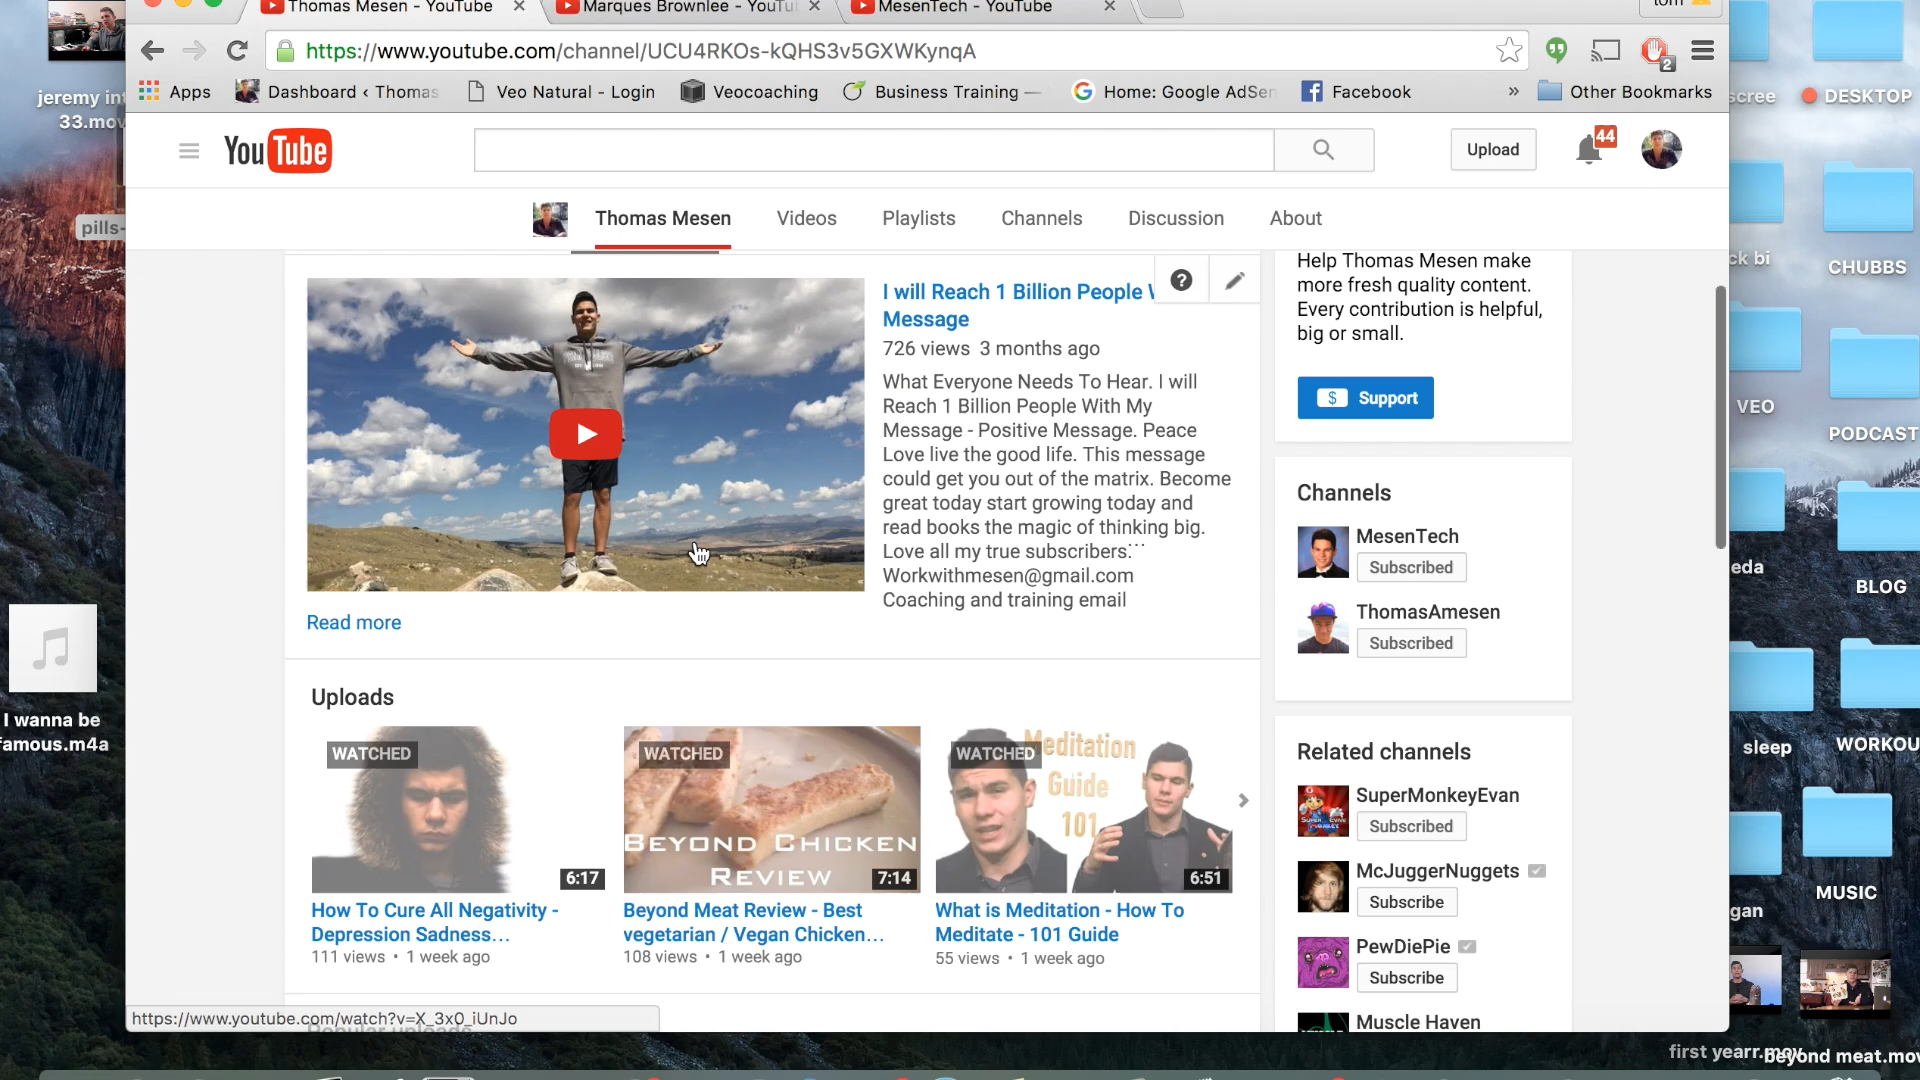 Thomas Mesen - YouTube
Marques Brownlee - YouTu
MesenTech - YouTube
tom
https://www.youtube.com/channel/UCU4RKOs-kQHS3v5GXWKynqA
2
Apps
Dashboard ‹ Thomas
Veo Natural - Login
Veocoaching
Business Training —
Home: Google AdSen
Facebook
»
Other Bookmarks
YouTube
Upload
44
Thomas Mesen
Videos
Playlists
Channels
Discussion
About
I will Reach 1 Billion People W
Message
726 views 3 months ago
What Everyone Needs To Hear. I will
Reach 1 Billion People With My
Message - Positive Message. Peace
Love live the good life. This message
could get you out of the matrix. Become
great today start growing today and
read books the magic of thinking big.
Love all my true subscribers:
Workwithmesen@gmail.com
Coaching and training email
Read more
Help Thomas Mesen make
more fresh quality content.
Every contribution is helpful,
big or small.
$ Support
Channels
MesenTech
Subscribed
ThomasAmesen
Subscribed
Related channels
SuperMonkeyEvan
Subscribed
McJuggerNuggets
Subscribe
PewDiePie
Subscribe
Muscle Haven
Uploads
WATCHED
6:17
How To Cure All Negativity -
Depression Sadness...
111 views • 1 week ago
WATCHED
BEYOND CHICKEN
REVIEW
7:14
Beyond Meat Review - Best
vegetarian / Vegan Chicken...
108 views • 1 week ago
WATCHED
Meditation
Guide
101
6:51
What is Meditation - How To
Meditate - 101 Guide
55 views • 1 week ago
Popular uploads
https://www.youtube.com/watch?v=X_3x0_iUnJo
jeremy int
33.mov
pills-
I wanna be
famous.m4a
scree
DESKTOP
ck bi
CHUBBS
VEO
PODCAST
eda
BLOG
sleep
WORKOU
gan
MUSIC
first yearr.mov
beyond meat.mov